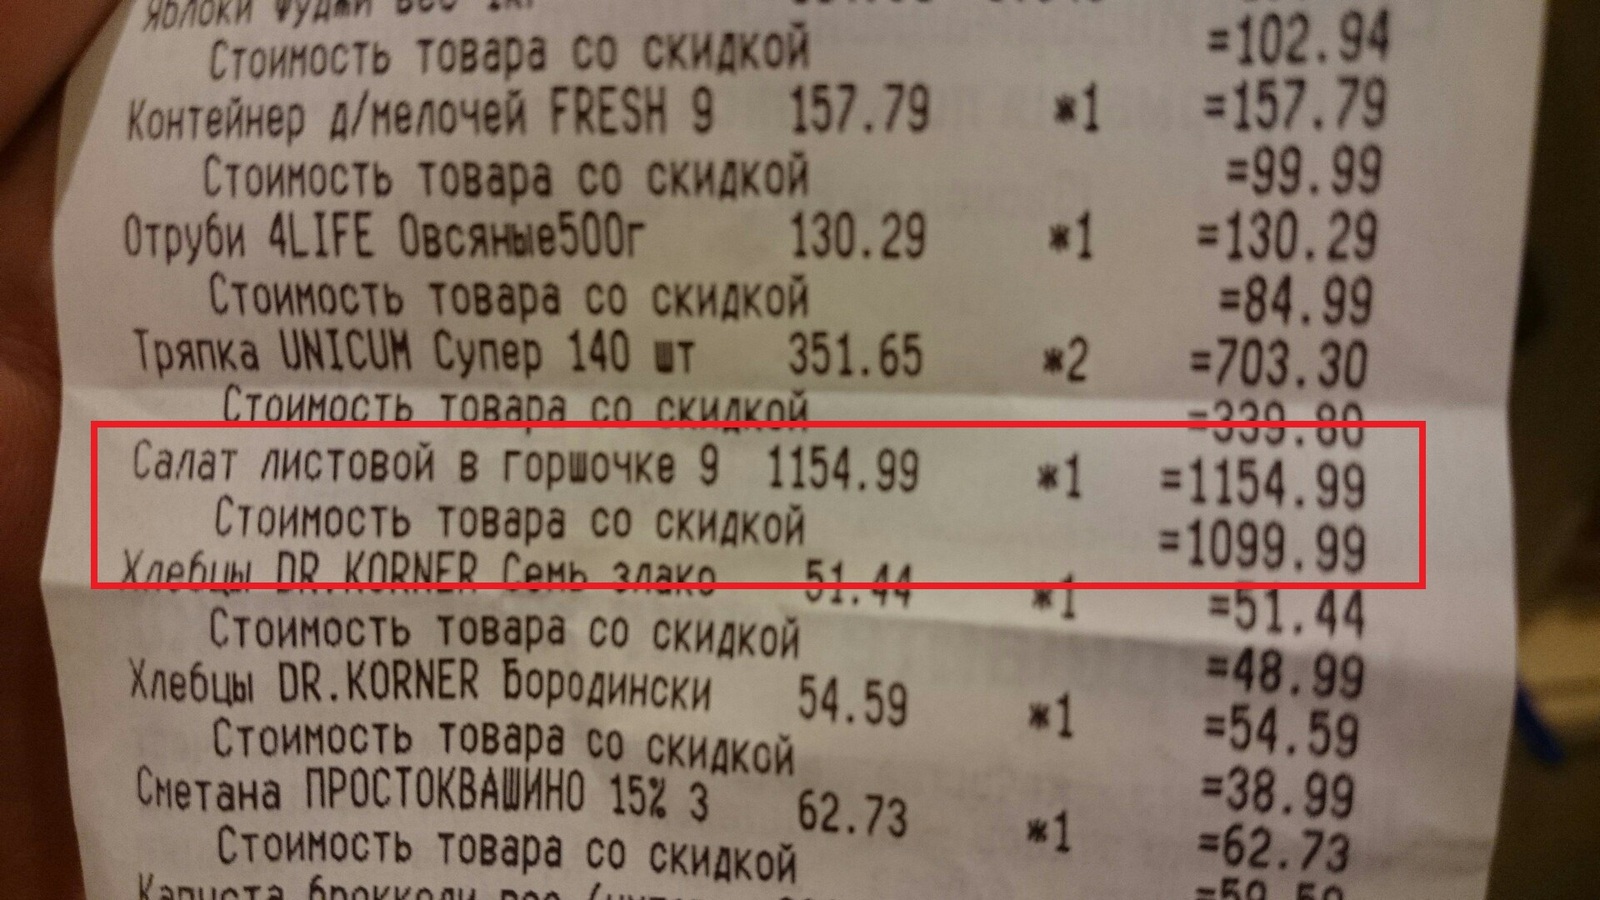 Яблоки Фуджи вес 1кг
Стоимость товара со скидкой =102.94
Контейнер д/мелочей FRESH 9 157.79 *1 =157.79
Стоимость товара со скидкой =99.99
Отруби 4LIFE Овсяные500г 130.29 *1 =130.29
Стоимость товара со скидкой =84.99
Тряпка UNICUM Супер 140 шт 351.65 *2 =703.30
Стоимость товара со скидкой =339.80
Салат листовой в горшочке 9 1154.99 *1 =1154.99
Стоимость товара со скидкой =1099.99
Хлебцы DR.KORNER Семь злако 51.44 *1 =51.44
Стоимость товара со скидкой =48.99
Хлебцы DR.KORNER Бородински 54.59 *1 =54.59
Стоимость товара со скидкой =38.99
Сметана ПРОСТОКВАШИНО 15% 3 62.73 *1 =62.73
Стоимость товара со скидкой =59.59
Капуста брокколи вес